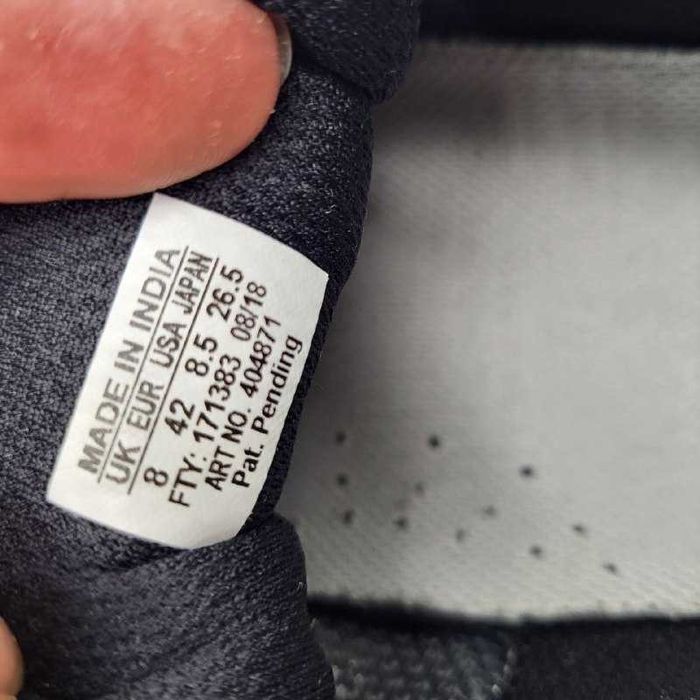 MADE IN INDIA
UK EUR USA JAPAN
8 42 8.5 26.5
FTY: 171383 08/18
ART NO. 404871
Pat. Pending